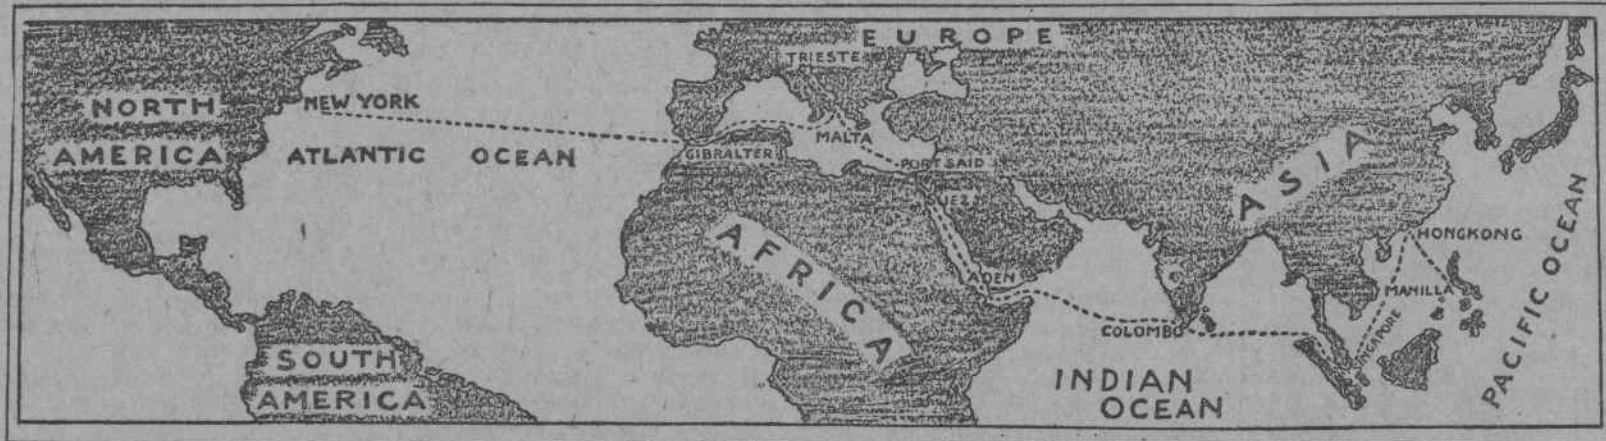 EUROPE
TRIESTE
NORTH
AMERICA
NEW YORK
ATLANTIC OCEAN
GIBRALTER
MALTA
PORT SAID
ASIA
AFRICA
ADEN
COLOMBO
HONGKONG
MANILLA
SINGAPORE
PACIFIC OCEAN
SOUTH
AMERICA
INDIAN
OCEAN